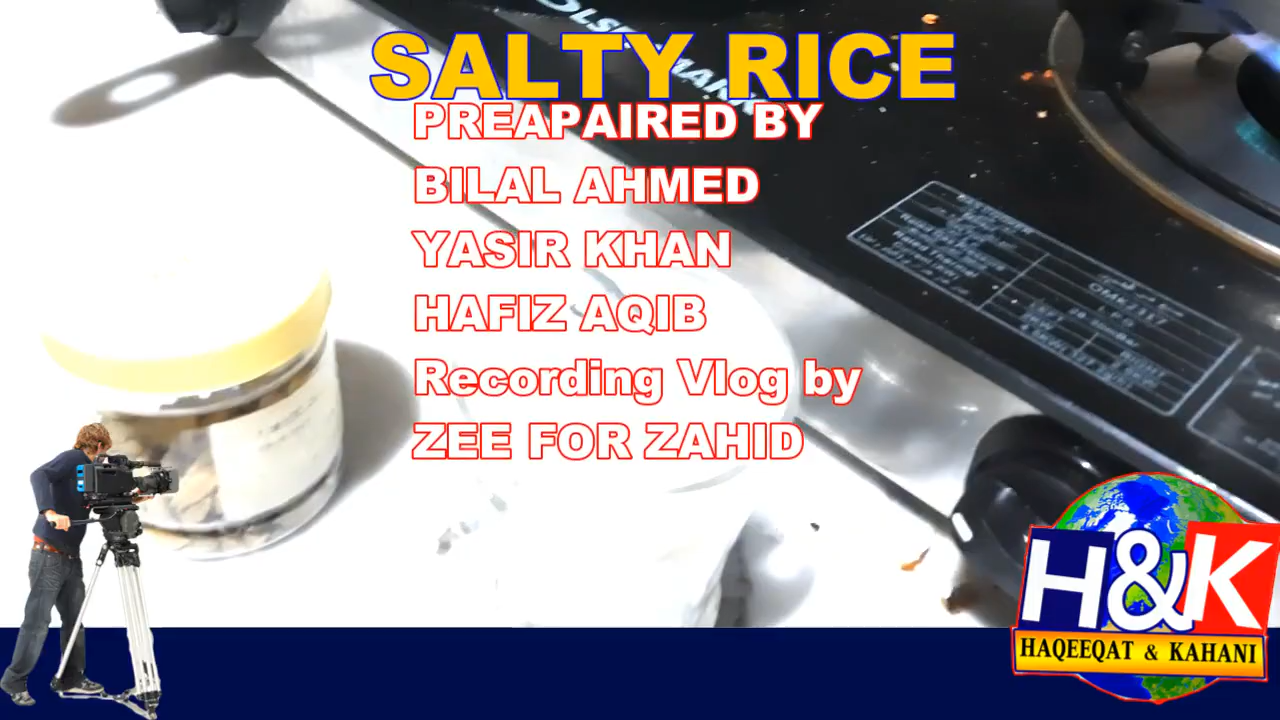 SALTY RICE
PREAPAIRED BY
BILAL AHMED
YASIR KHAN
HAFIZ AQIB
Recording Vlog by
ZEE FOR ZAHID
H&K
HAQEEQAT & KAHANI